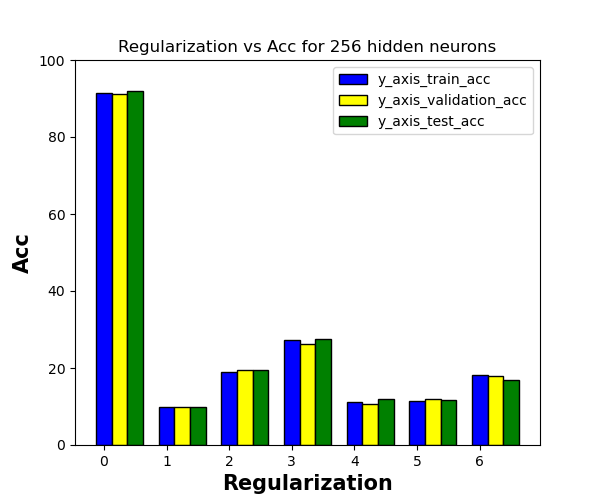 Regularization vs Acc for 256 hidden neurons
100
80
60
40
20
0
Acc
y_axis_train_acc
y_axis_validation_acc
y_axis_test_acc
0 1 2 3 4 5 6
Regularization